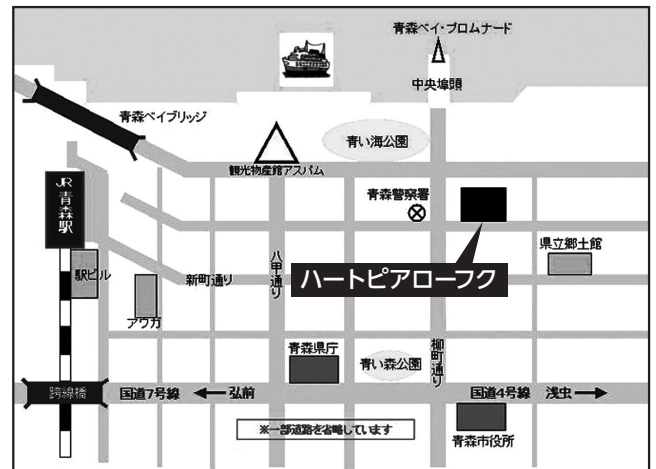 青森ベイ・プロムナード
中央埠頭
青森ベイブリッジ
青い海公園
観光物産館アスパム
JR
青森駅
青森警察署
県立郷土館
駅ビル
新町通り
八甲通り
ハートピアローフク
アウガ
青森県庁
青い森公園
柳町通り
跨線橋
国道7号線 ← 弘前
国道4号線 浅虫 →
※一部道路を省略しています
青森市役所